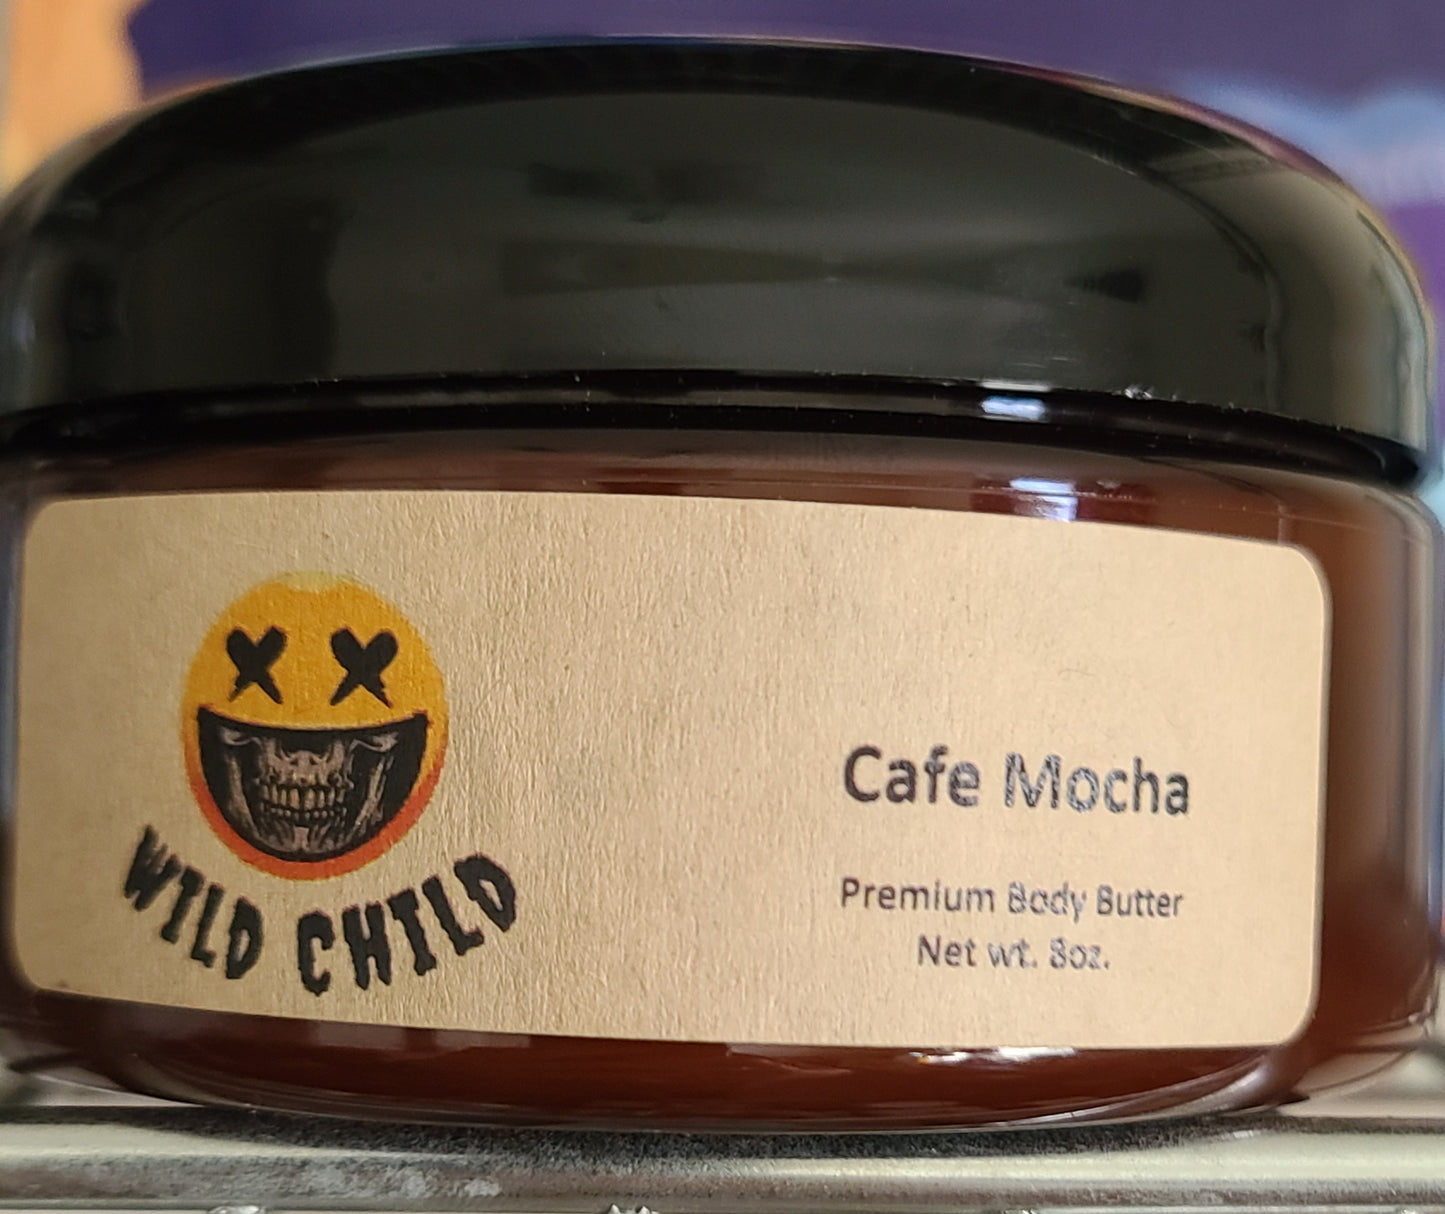 WILD CHILD
Cafe Mocha
Premium Body Butter
Net wt. 8oz.